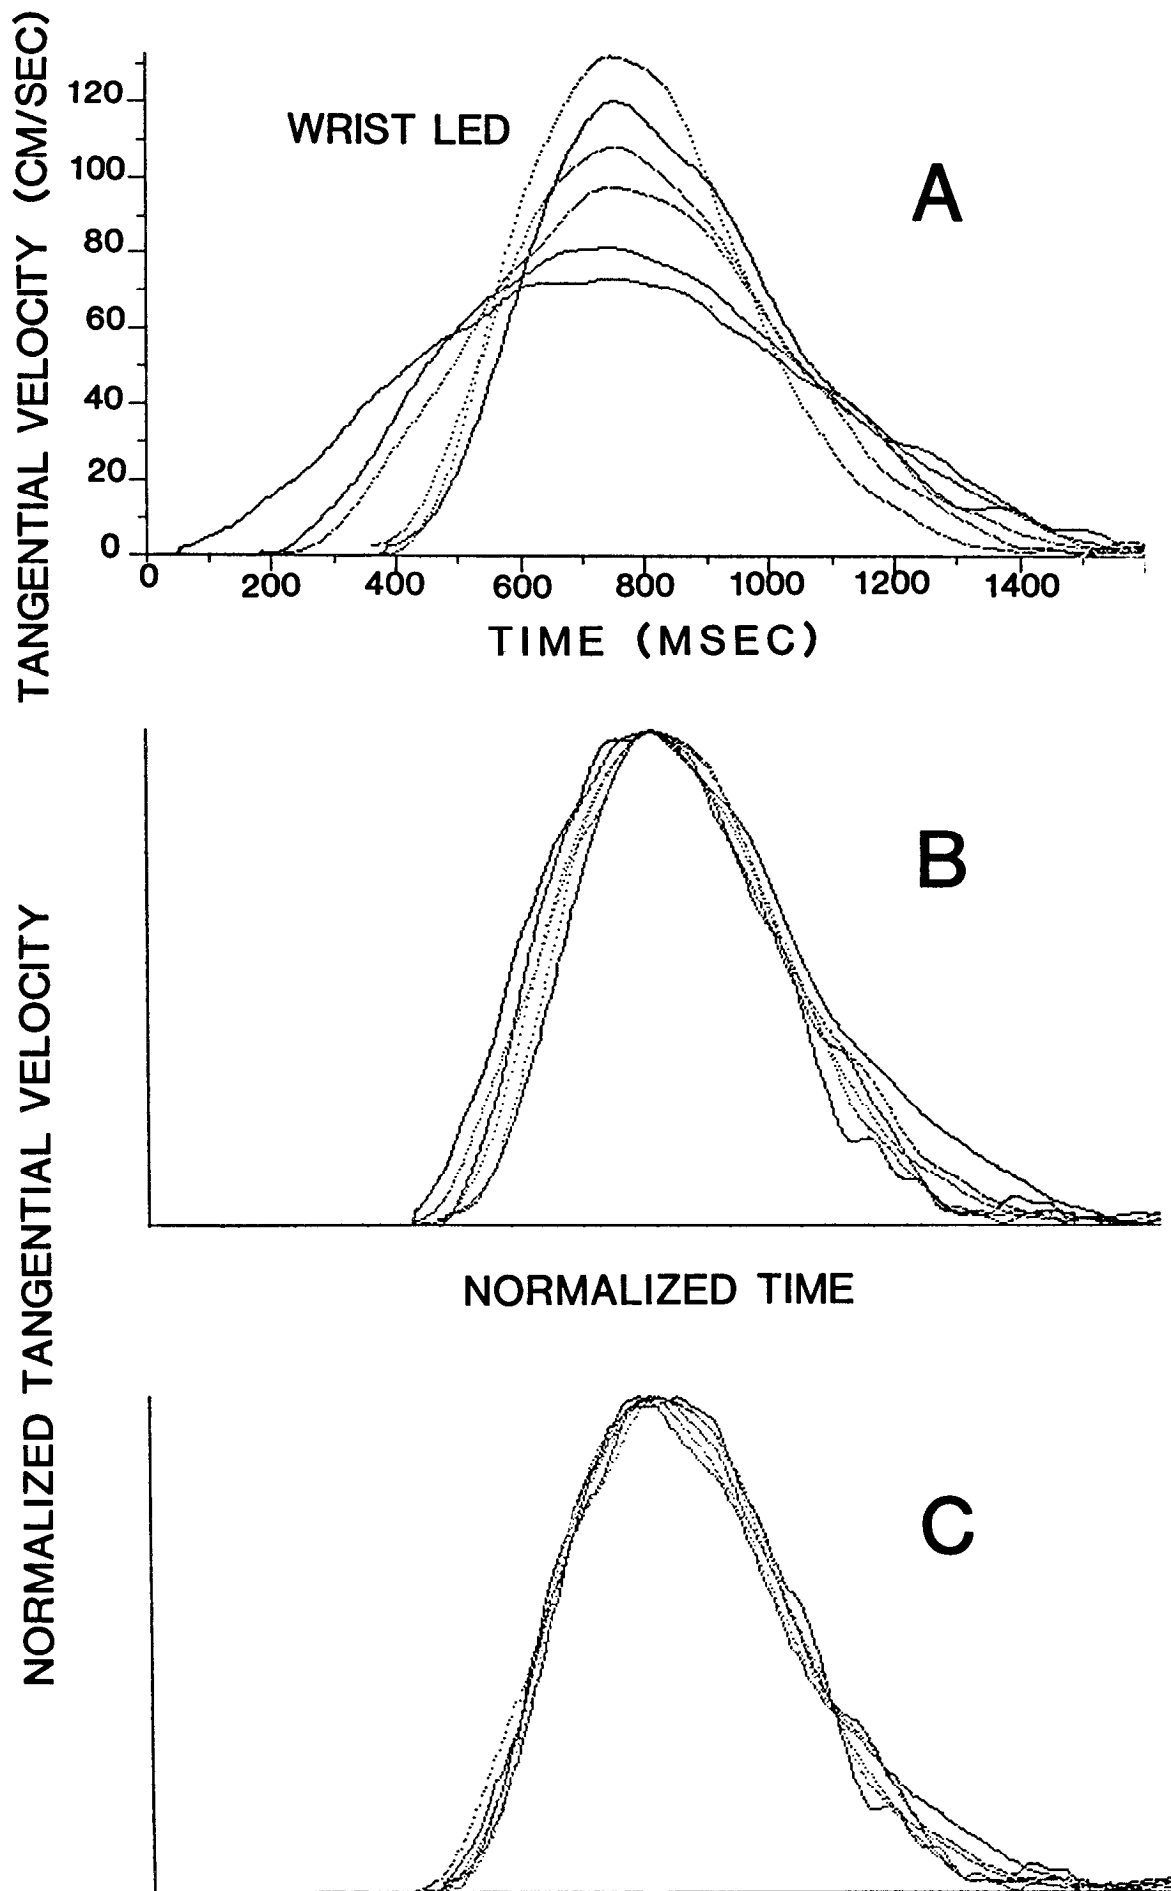 TANGENTIAL VELOCITY (CM/SEC)
120
100
80
60
40
20
0
WRIST LED
A
0 200 400 600 800 1000 1200 1400
TIME (MSEC)
NORMALIZED TANGENTIAL VELOCITY
B
NORMALIZED TIME
C